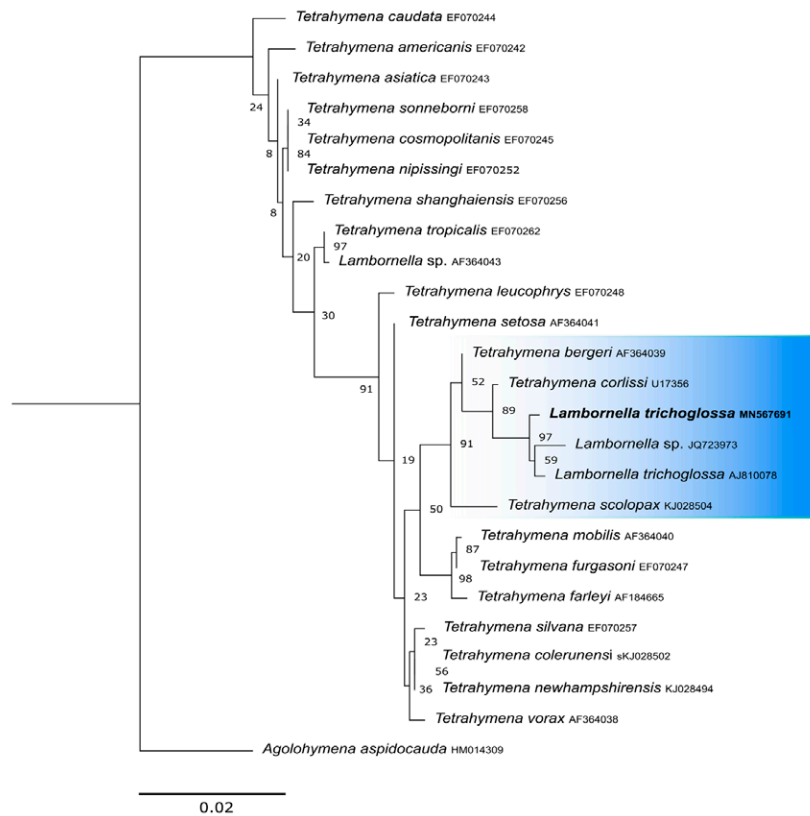 Tetrahymena caudata EF070244
Tetrahymena americanis EF070242
Tetrahymena asiatica EF070243
24
Tetrahymena sonneborni EF070258
34
Tetrahymena cosmopolitanis EF070245
8
84
Tetrahymena nipissingi EF070252
Tetrahymena shanghaiensis EF070256
8
Tetrahymena tropicalis EF070262
97
20
Lambornella sp. AF364043
Tetrahymena leucophrys EF070248
30
Tetrahymena setosa AF364041
Tetrahymena bergeri AF364039
52
Tetrahymena corlissi U17356
91
89
Lambornella trichoglossa MN567691
97
91
Lambornella sp. JQ723973
19
59
Lambornella trichoglossa AJ810078
50
Tetrahymena scolopax KJ028504
Tetrahymena mobilis AF364040
87
Tetrahymena furgasoni EF070247
98
23
Tetrahymena farleyi AF184665
Tetrahymena silvana EF070257
23
Tetrahymena colerunensi sKJ028502
56
36
Tetrahymena newhampshirensis KJ028494
Tetrahymena vorax AF364038
Agolohymena aspidocauda HM014309
0.02